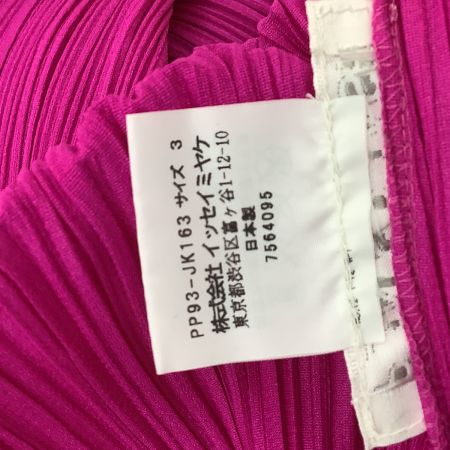 PP93-JK163 サイズ 3
株式会社 イッセイミヤケ
東京都渋谷区富ヶ谷1-12-10
日本製
7564095